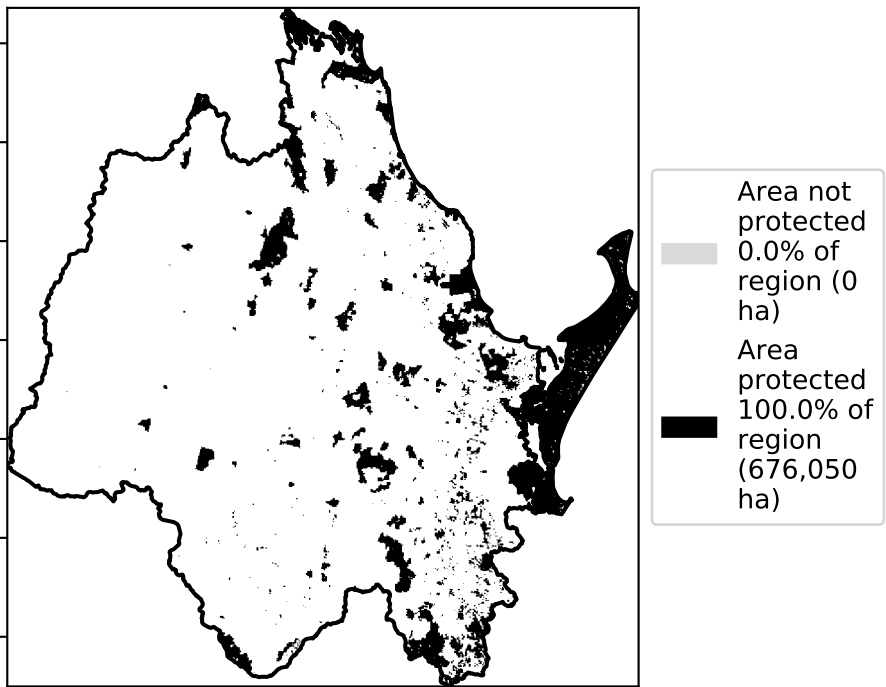 Area not
protected
0.0% of
region (0
ha)
Area
protected
100.0% of
region
(676,050
ha)